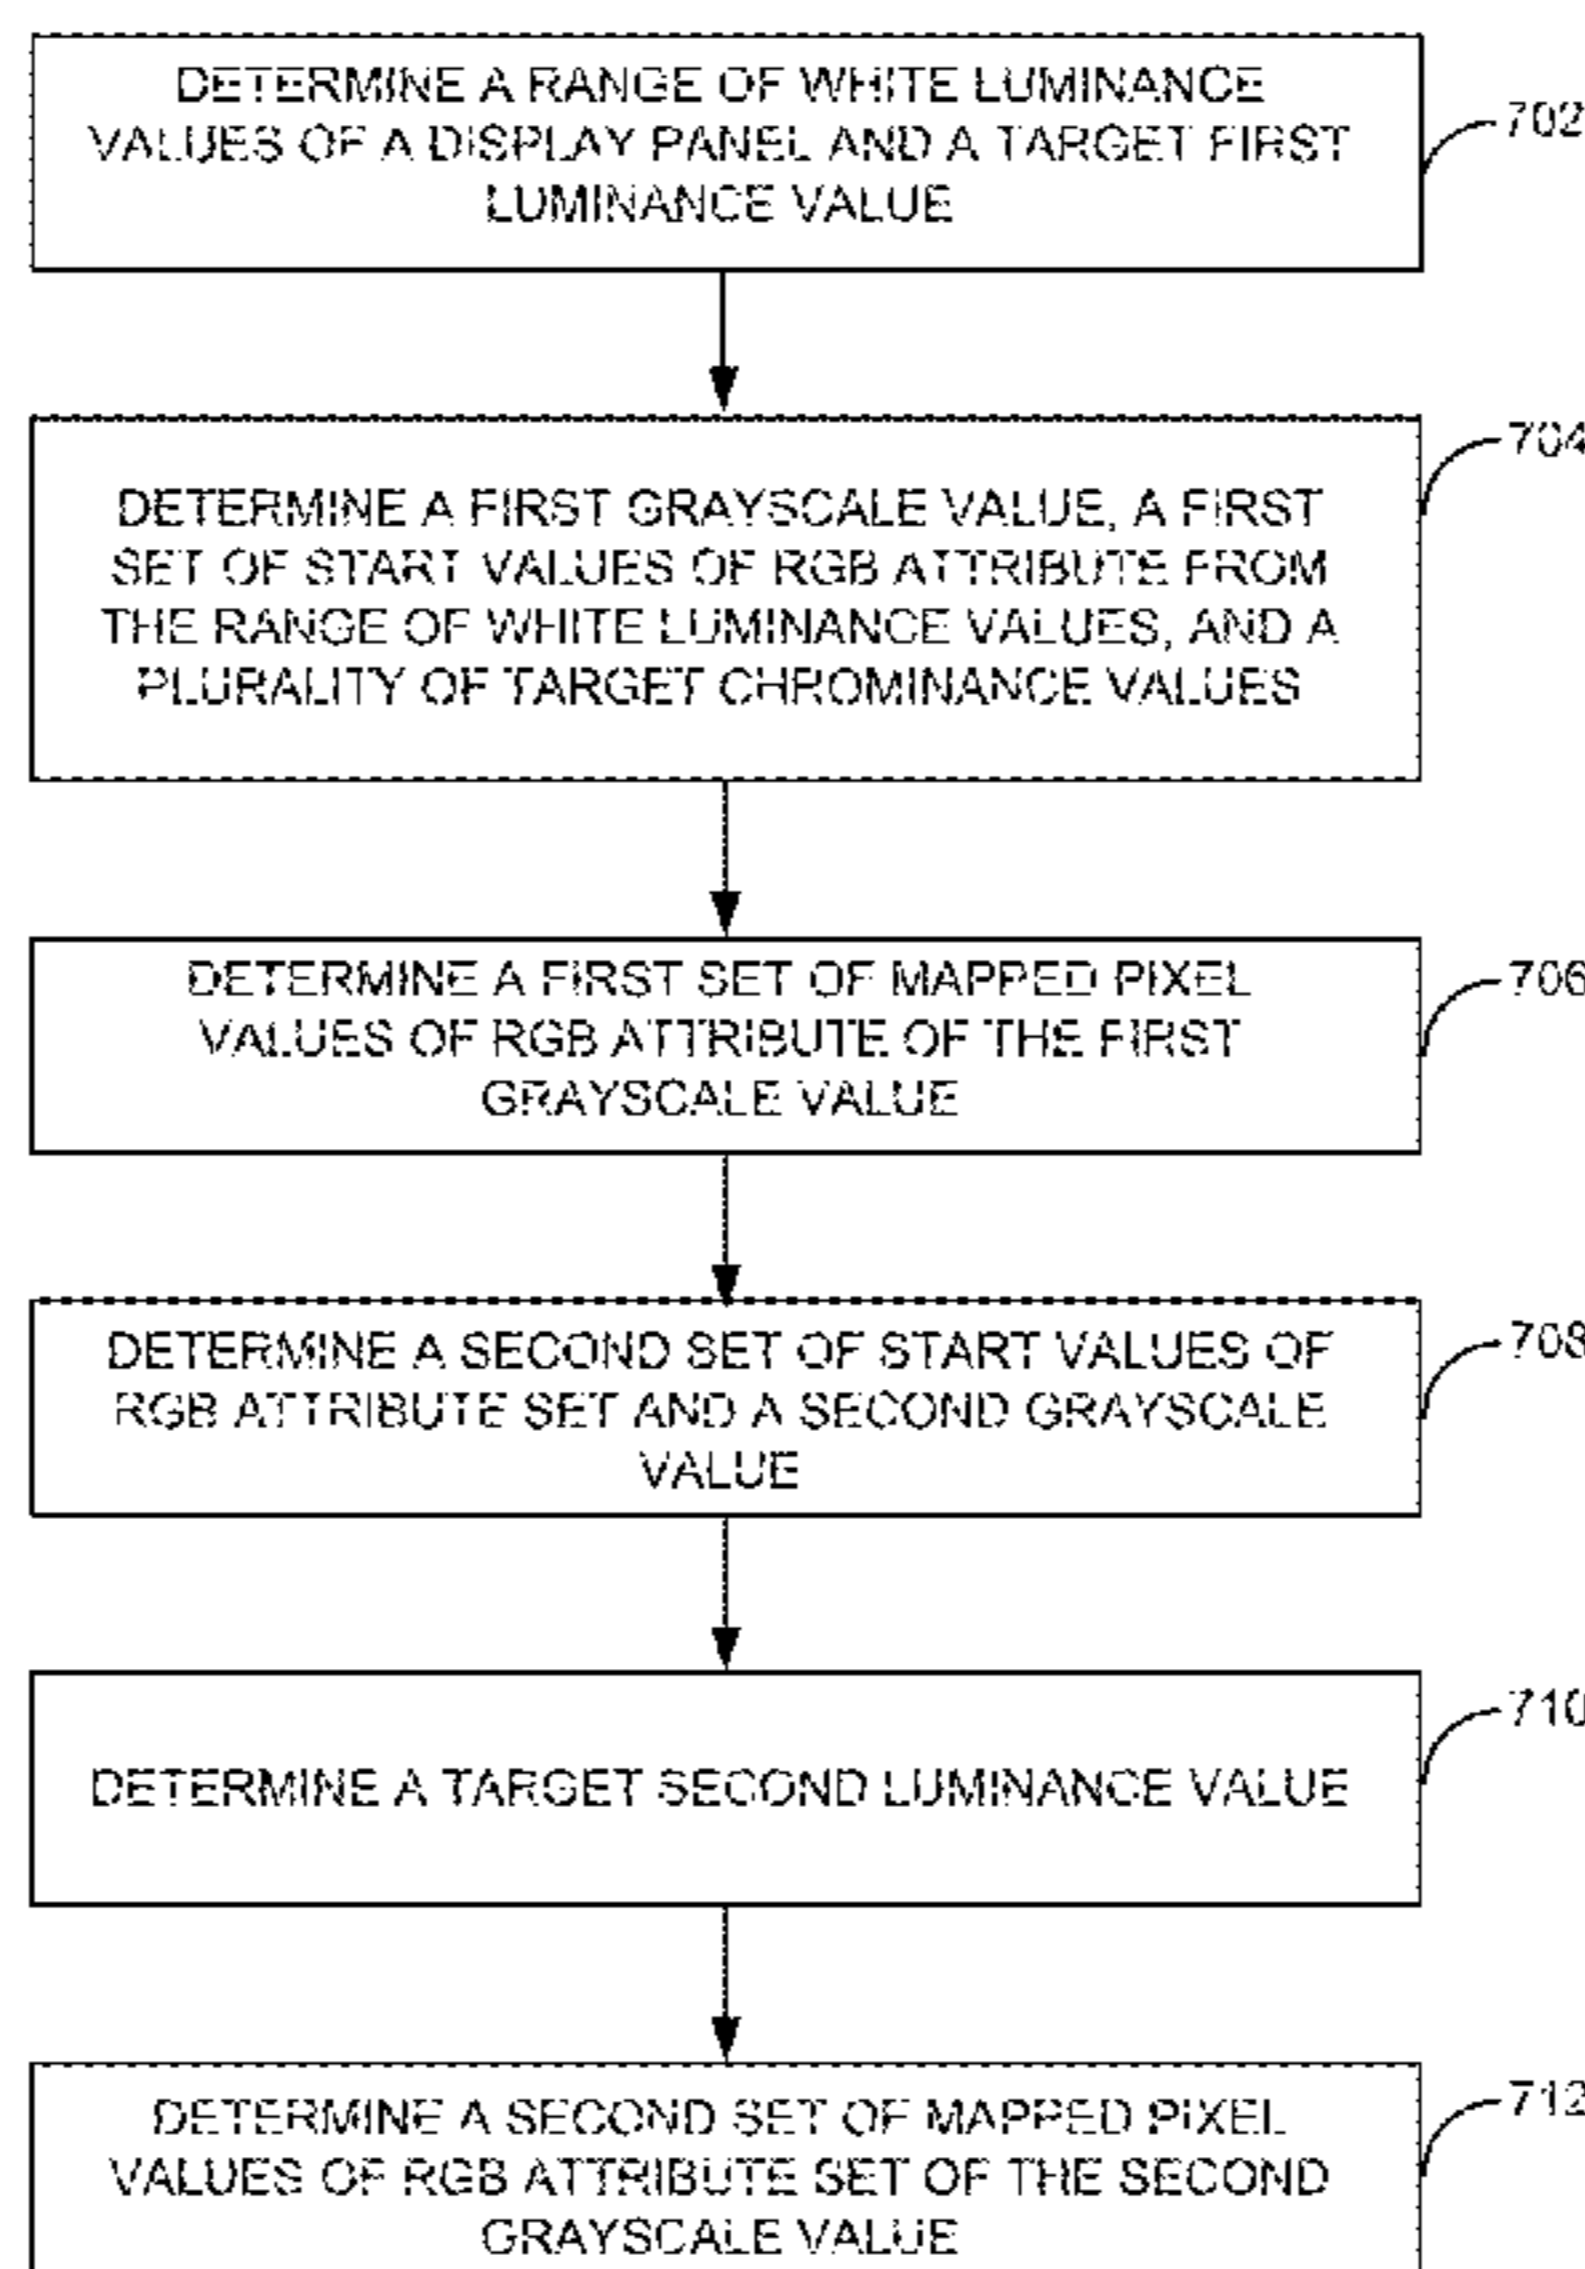 DETERMINE A RANGE OF WHITE LUMINANCE
VALUES OF A DISPLAY PANEL AND A TARGET FIRST
LUMINANCE VALUE
702
DETERMINE A FIRST GRAYSCALE VALUE, A FIRST
SET OF START VALUES OF RGB ATTRIBUTE FROM
THE RANGE OF WHITE LUMINANCE VALUES, AND A
PLURALITY OF TARGET CHROMINANCE VALUES
704
DETERMINE A FIRST SET OF MAPPED PIXEL
VALUES OF RGB ATTRIBUTE OF THE FIRST
GRAYSCALE VALUE
706
DETERMINE A SECOND SET OF START VALUES OF
RGB ATTRIBUTE SET AND A SECOND GRAYSCALE
VALUE
708
DETERMINE A TARGET SECOND LUMINANCE VALUE
710
DETERMINE A SECOND SET OF MAPPED PIXEL
VALUES OF RGB ATTRIBUTE SET OF THE SECOND
GRAYSCALE VALUE
712